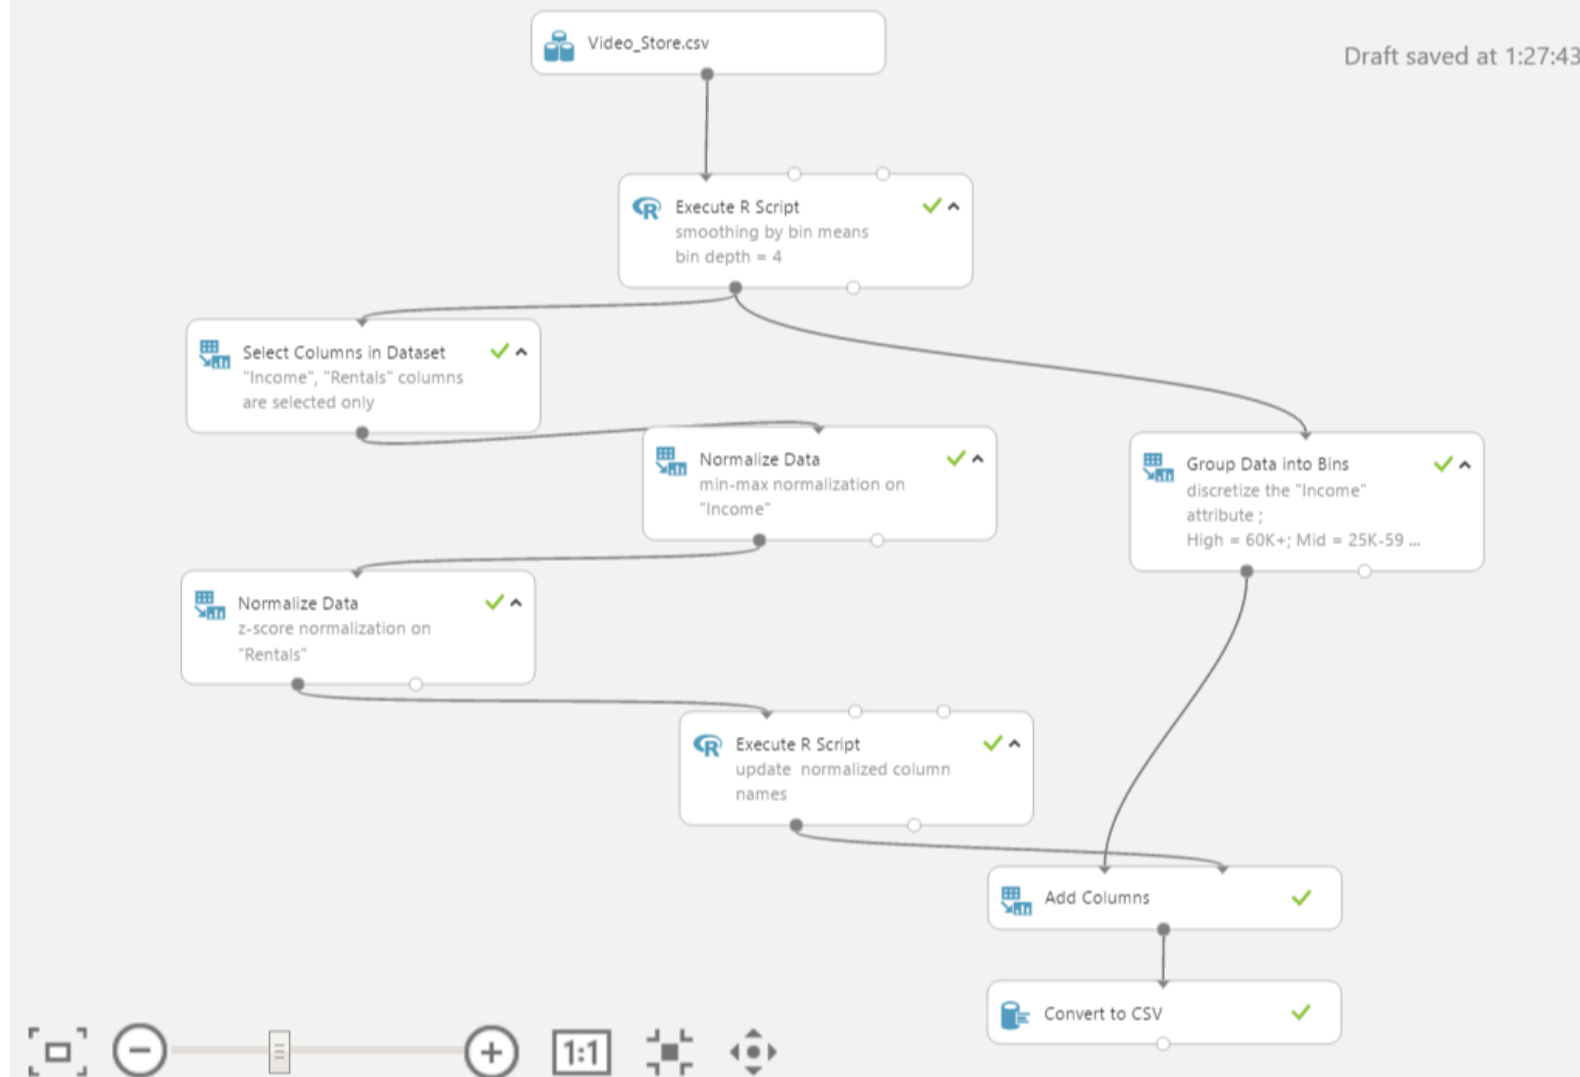 Video_Store.csv
Draft saved at 1:27:43
Execute R Script
smoothing by bin means
bin depth = 4
Select Columns in Dataset
"Income", "Rentals" columns
are selected only
Normalize Data
min-max normalization on
"Income"
Group Data into Bins
discretize the "Income"
attribute ;
High = 60K+; Mid = 25K-59 ...
Normalize Data
z-score normalization on
"Rentals"
Execute R Script
update  normalized column
names
Add Columns
Convert to CSV
1:1